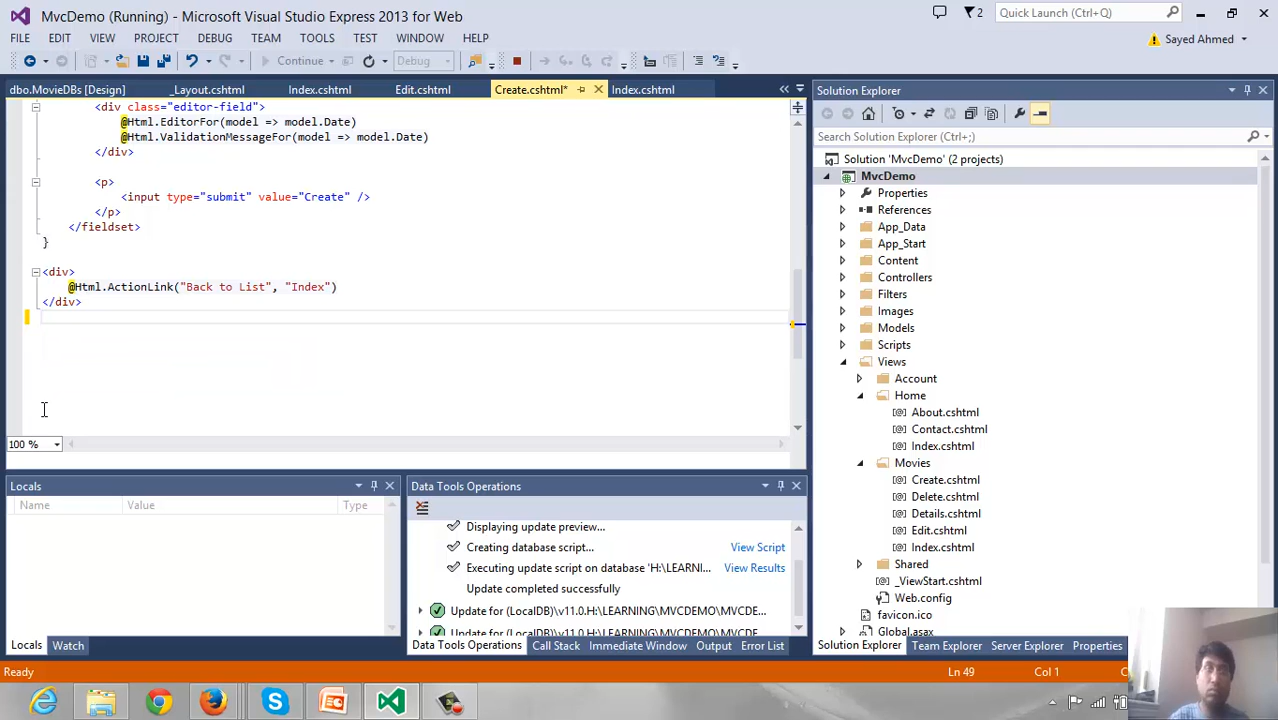 MvcDemo (Running) - Microsoft Visual Studio Express 2013 for Web
2
Quick Launch (Ctrl+Q)
FILE EDIT VIEW PROJECT DEBUG TEAM TOOLS TEST WINDOW HELP
Sayed Ahmed
Continue
Debug
dbo.MovieDBs [Design] _Layout.cshtml Index.cshtml Edit.cshtml Create.cshtml* Index.cshtml
<div class="editor-field">
@Html.EditorFor(model => model.Date)
@Html.ValidationMessageFor(model => model.Date)
</div>
<p>
<input type="submit" value="Create" />
</p>
</fieldset>
}
<div>
@Html.ActionLink("Back to List", "Index")
</div>
100 %
Solution Explorer
Search Solution Explorer (Ctrl+;)
Solution 'MvcDemo' (2 projects)
MvcDemo
Properties
References
App_Data
App_Start
Content
Controllers
Filters
Images
Models
Scripts
Views
Account
Home
About.cshtml
Contact.cshtml
Index.cshtml
Movies
Create.cshtml
Delete.cshtml
Details.cshtml
Edit.cshtml
Index.cshtml
Shared
_ViewStart.cshtml
Web.config
favicon.ico
Global.asax
Solution Explorer Team Explorer Server Explorer Properties
Locals
Name Value Type
Locals Watch
Data Tools Operations
Displaying update preview...
Creating database script... View Script
Executing update script on database 'H:\LEARNI... View Results
Update completed successfully
Update for (LocalDB)\v11.0.H:\LEARNING\MVCDEMO\MVCDE...
Update for (LocalDB)\v11.0.H:\LEARNING\MVCDEMO\MVCDE...
Data Tools Operations Call Stack Immediate Window Output Error List
Ready
Ln 49 Col 1